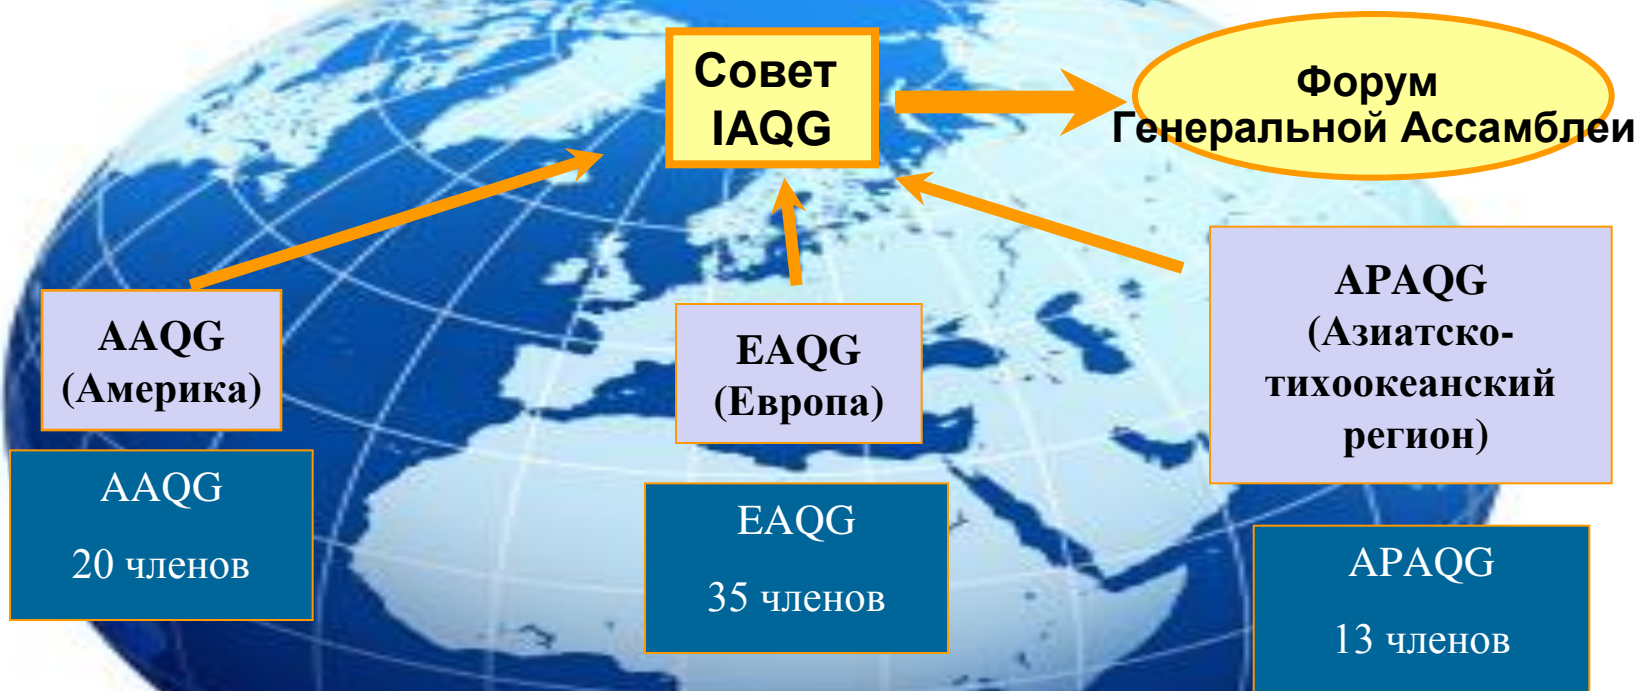 Совет
IAQG
Форум
Генеральной Ассамблеи
AAQG
(Америка)
EAQG
(Европа)
APAQG
(Азиатско-
тихоокеанский
регион)
AAQG
20 членов
EAQG
35 членов
APAQG
13 членов